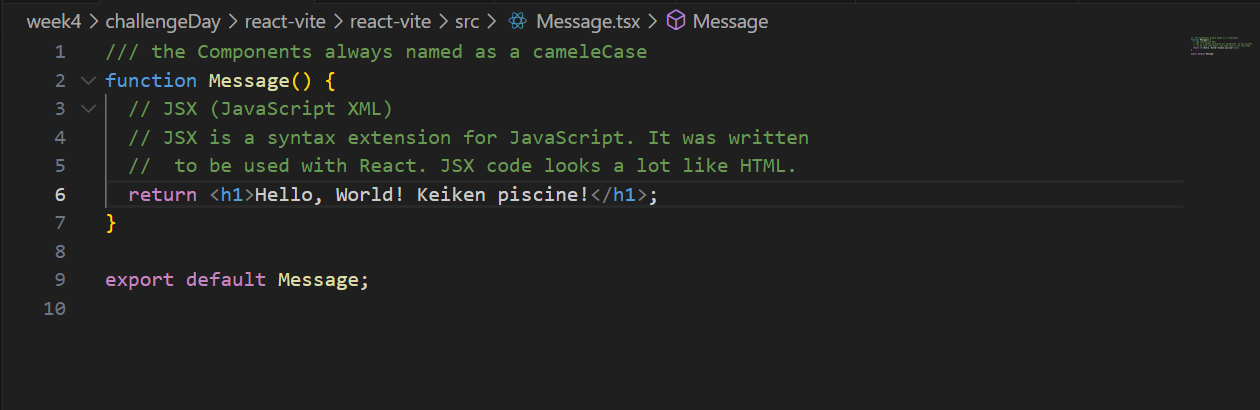 week4 > challengeDay > react-vite > react-vite > src > Message.tsx > Message
1 /// the Components always named as a cameleCase
2 function Message() {
3 // JSX (JavaScript XML)
4 // JSX is a syntax extension for JavaScript. It was written
5 //  to be used with React. JSX code looks a lot like HTML.
6 return <h1>Hello, World! Keiken piscine!</h1>;
7 }
8
9 export default Message;
10